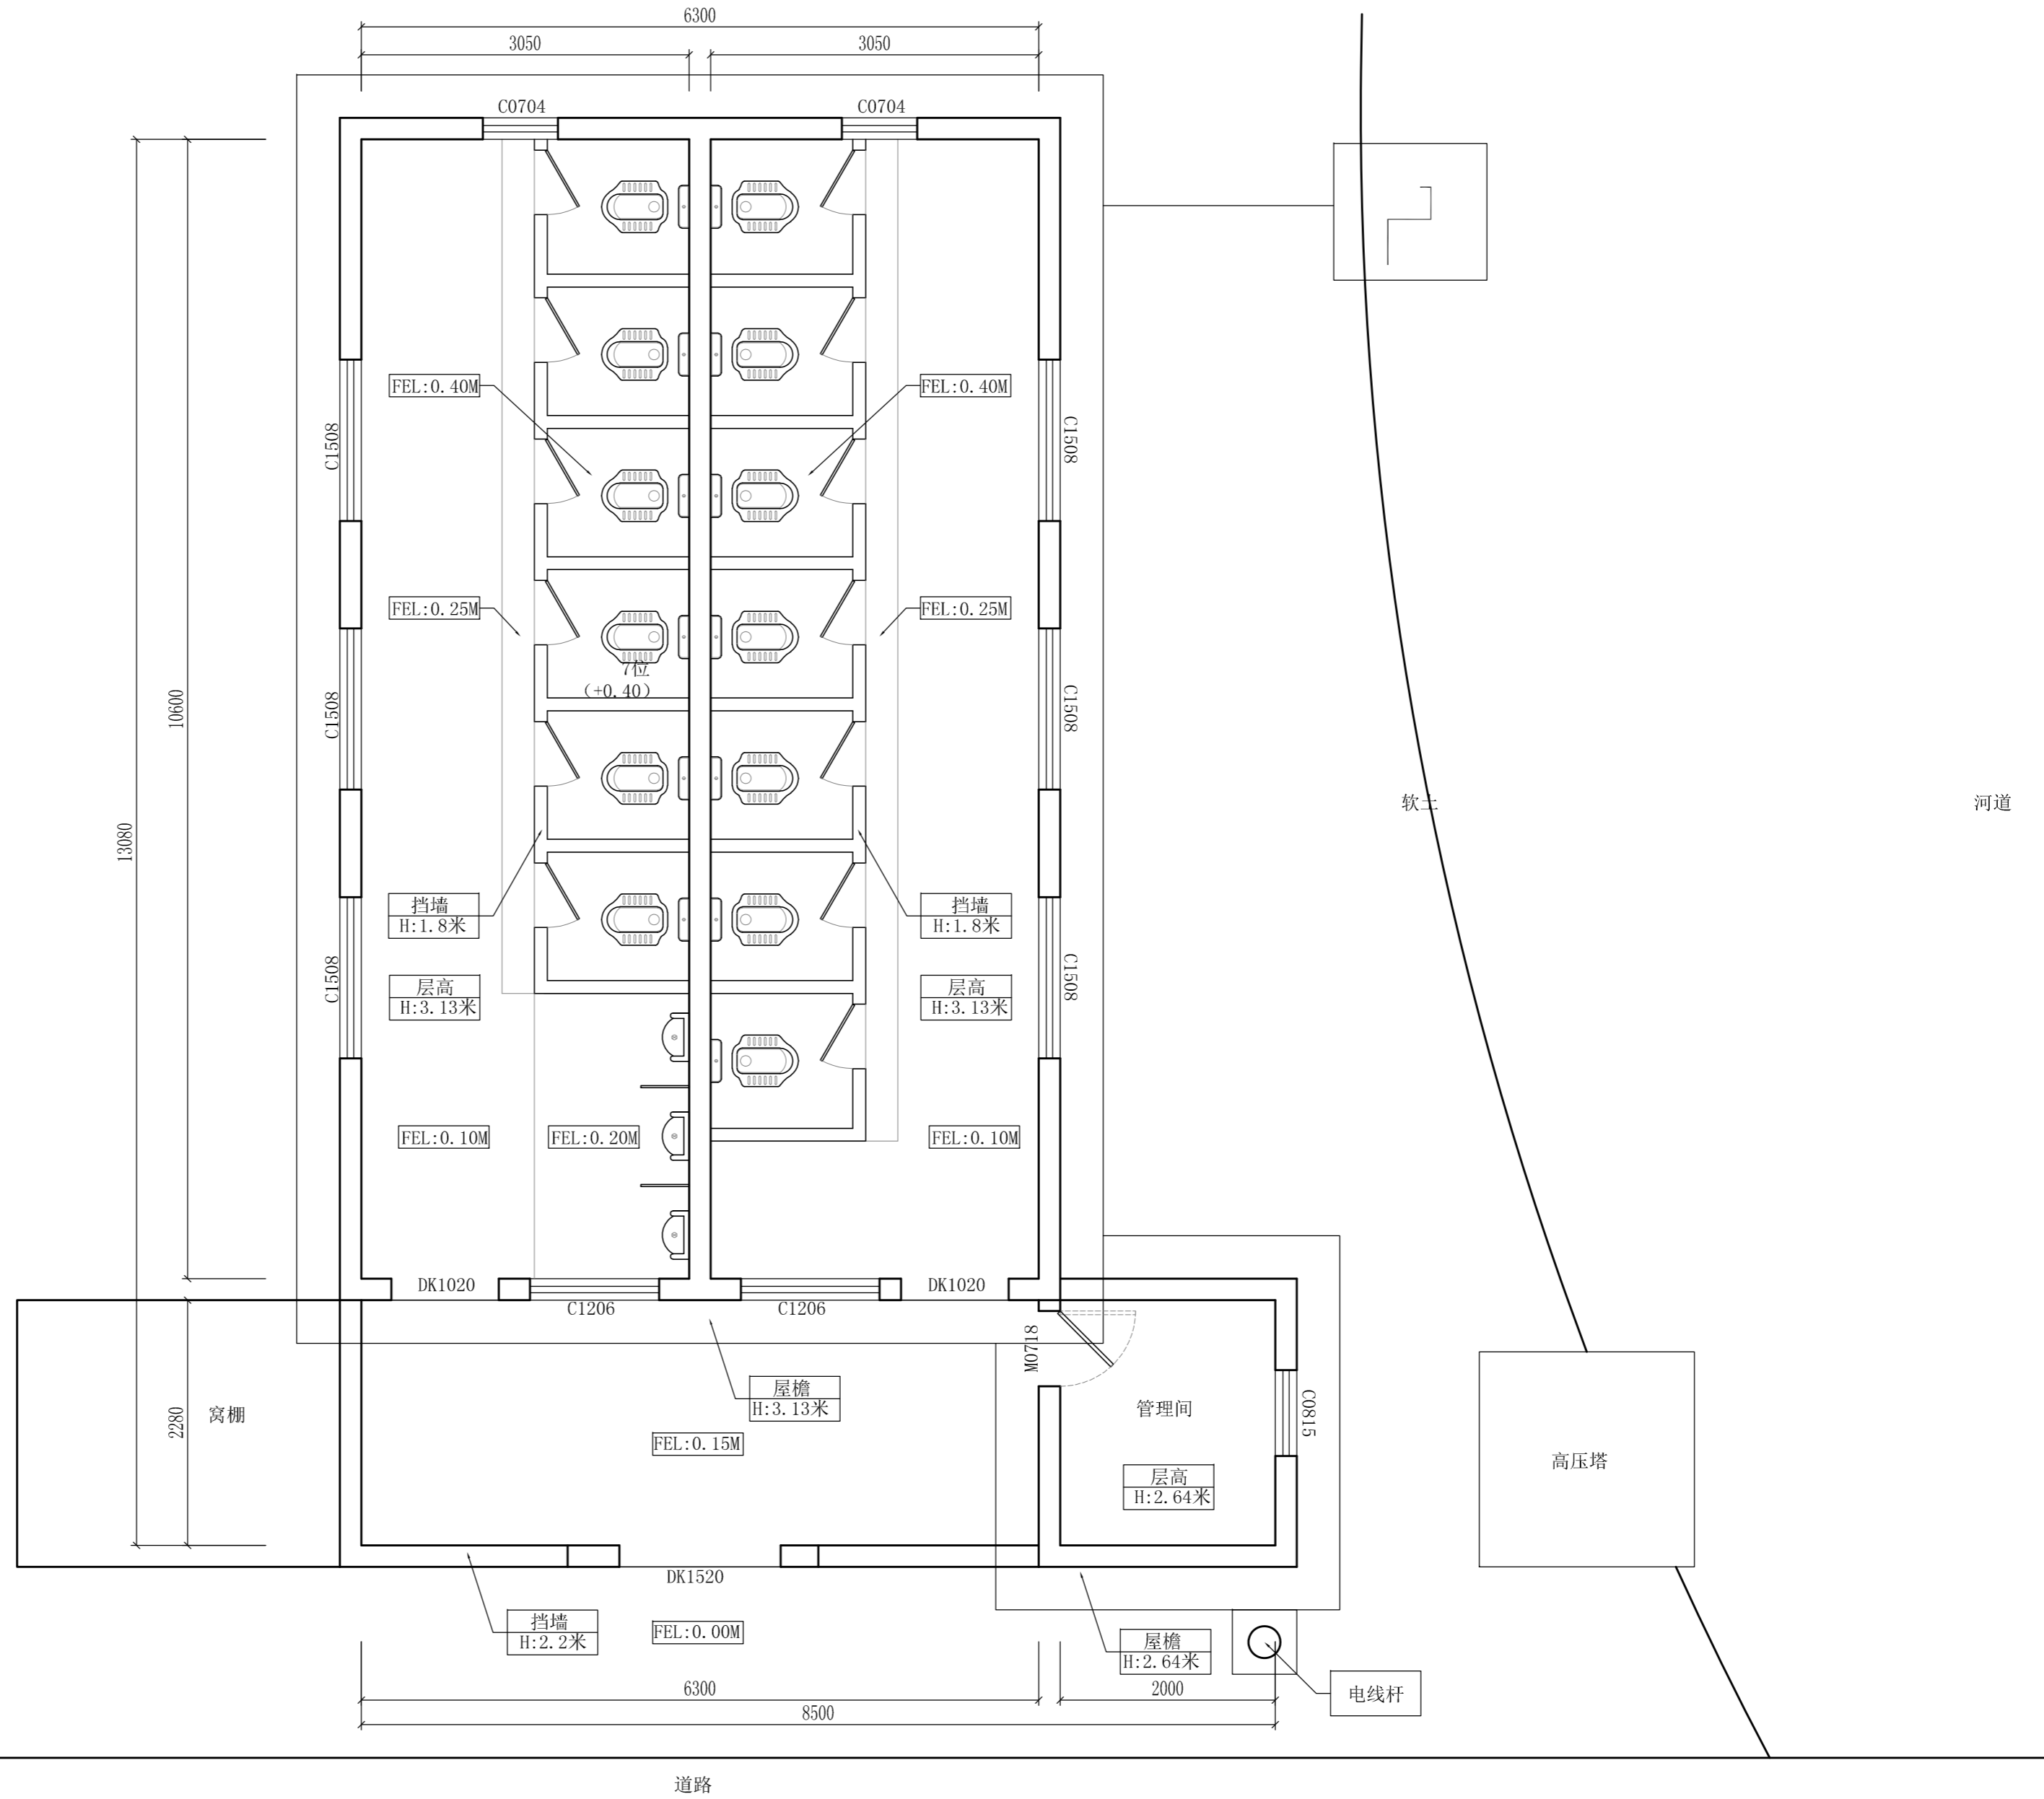 6300
3050
3050
C0704
C0704
FEL:0.40M
FEL:0.40M
C1508
C1508
FEL:0.25M
FEL:0.25M
7位
(+0.40)
10600
C1508
C1508
软土
河道
13080
挡墙
H:1.8米
挡墙
H:1.8米
C1508
C1508
层高
H:3.13米
层高
H:3.13米
FEL:0.10M
FEL:0.20M
FEL:0.10M
DK1020
DK1020
C1206
C1206
M0718
屋檐
H:3.13米
2280
窝棚
管理间
C0815
FEL:0.15M
高压塔
层高
H:2.64米
DK1520
挡墙
H:2.2米
FEL:0.00M
屋檐
H:2.64米
6300
2000
电线杆
8500
道路